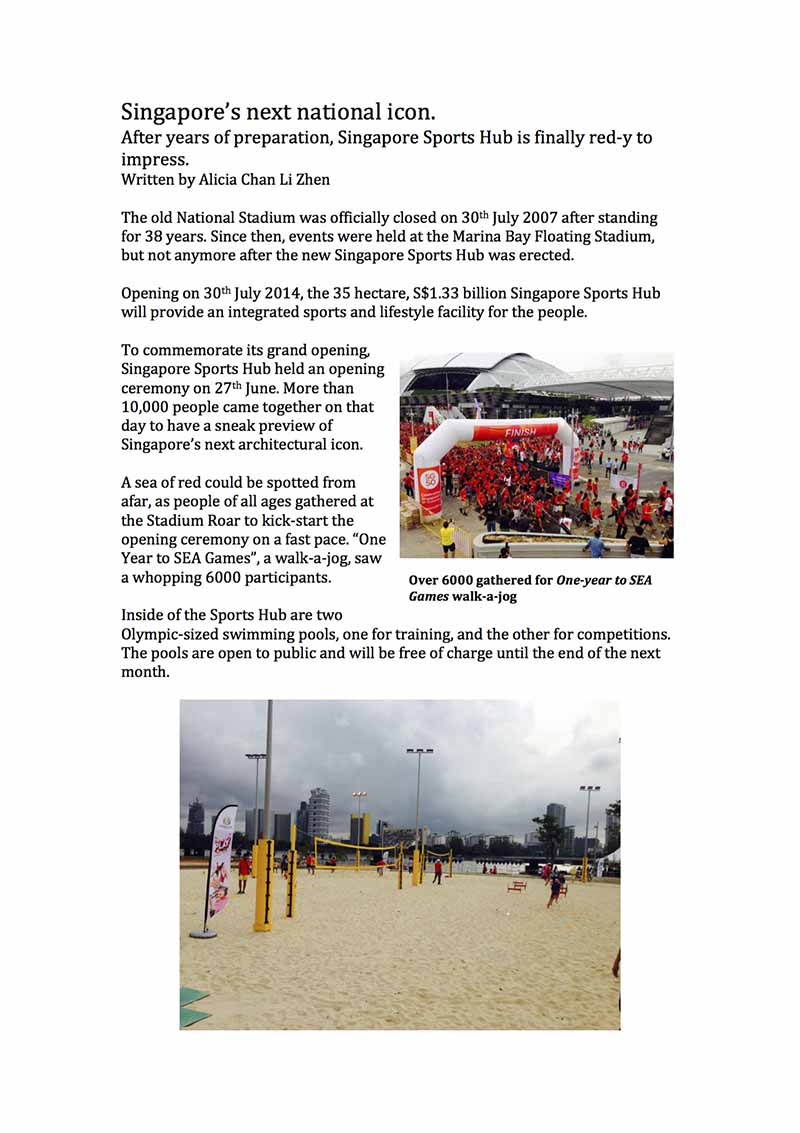 Singapore's next national icon.
After years of preparation, Singapore Sports Hub is finally red-y to
impress.
Written by Alicia Chan Li Zhen
The old National Stadium was officially closed on 30th July 2007 after standing
for 38 years. Since then, events were held at the Marina Bay Floating Stadium,
but not anymore after the new Singapore Sports Hub was erected.
Opening on 30th July 2014, the 35 hectare, S$1.33 billion Singapore Sports Hub
will provide an integrated sports and lifestyle facility for the people.
To commemorate its grand opening,
Singapore Sports Hub held an opening
ceremony on 27th June. More than
10,000 people came together on that
day to have a sneak preview of
Singapore's next architectural icon.
A sea of red could be spotted from
afar, as people of all ages gathered at
the Stadium Roar to kick-start the
opening ceremony on a fast pace. "One
Year to SEA Games", a walk-a-jog, saw
a whopping 6000 participants.
FINISH
Over 6000 gathered for One-year to SEA
Games walk-a-jog
Inside of the Sports Hub are two
Olympic-sized swimming pools, one for training, and the other for competitions.
The pools are open to public and will be free of charge until the end of the next
month.